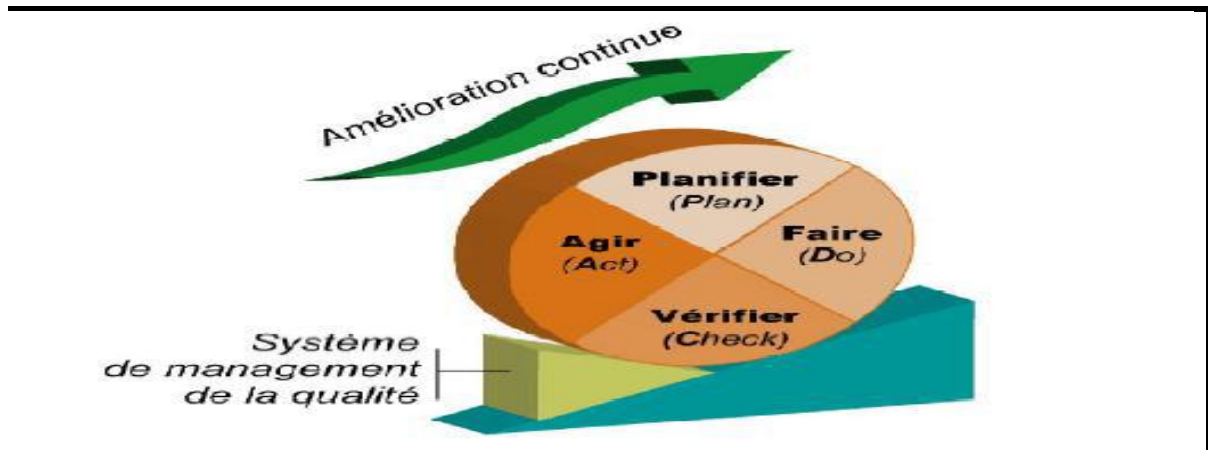 Amélioration continue
Planifier
(Plan)
Agir
(Act)
Faire
(Do)
Vérifier
(Check)
Système
de management
de la qualité